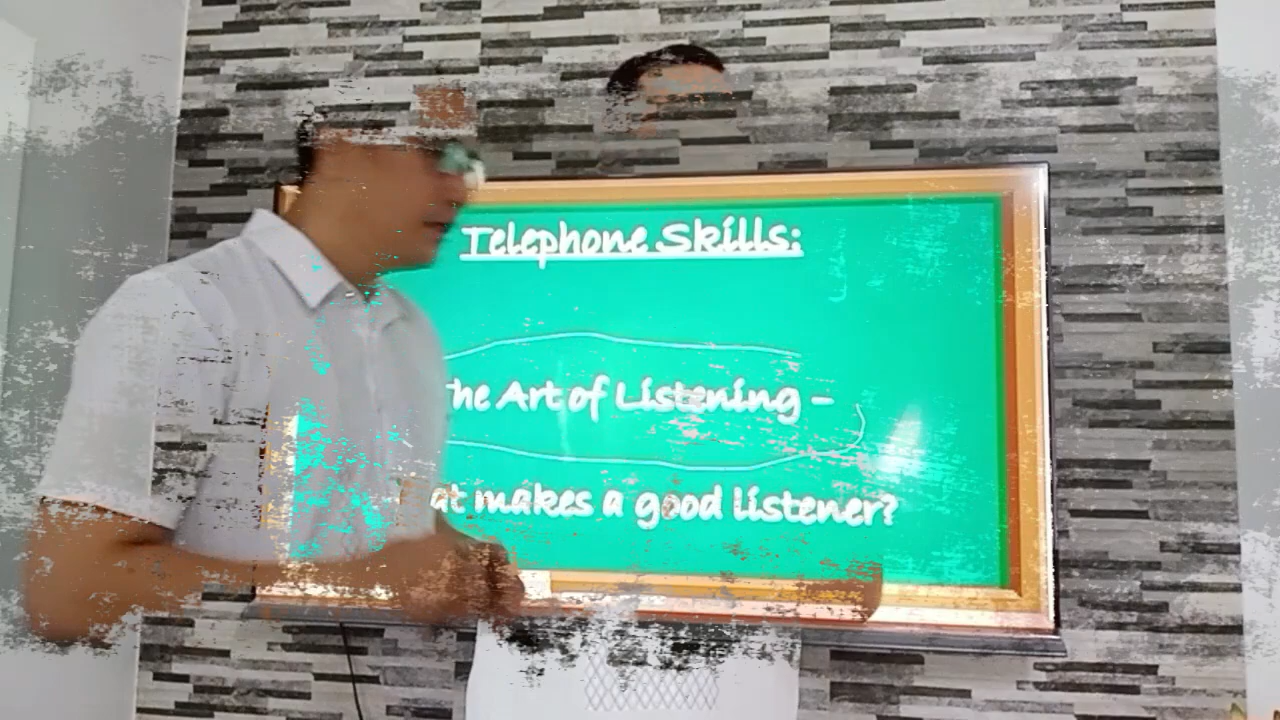 Telephone Skills:
he Art of Listening -
at makes a good listener?